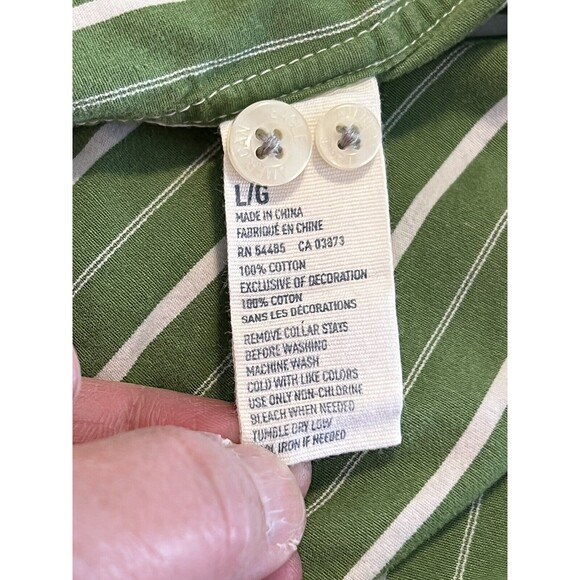 L/G
MADE IN CHINA
FABRIQUÉ EN CHINE
RN 54485 CA 03873
100% COTTON
EXCLUSIVE OF DECORATION
100% COTON
SANS LES DÉCORATIONS
REMOVE COLLAR STAYS
BEFORE WASHING
MACHINE WASH
COLD WITH LIKE COLORS
USE ONLY NON-CHLORINE
BLEACH WHEN NEEDED
TUMBLE DRY LOW
IRON IF NEEDED